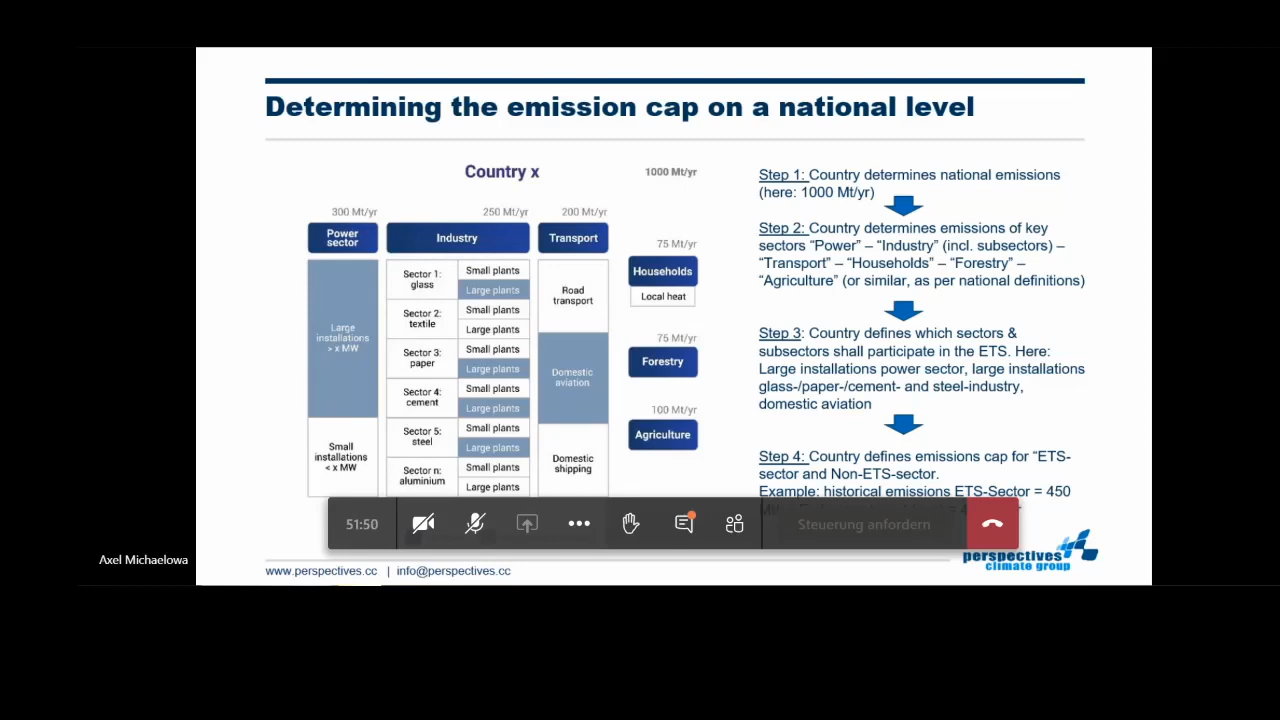 Determining the emission cap on a national level
Country x
1000 Mt/yr
300 Mt/yr
250 Mt/yr
200 Mt/yr
Power
sector
Industry
Transport
Large
installations
> x MW
Small
installations
< x MW
Sector 1:
glass
Small plants
Large plants
Sector 2:
textile
Small plants
Large plants
Sector 3:
paper
Small plants
Large plants
Sector 4:
cement
Small plants
Large plants
Sector 5:
steel
Small plants
Large plants
Sector n:
aluminium
Small plants
Large plants
Road
transport
Domestic
aviation
Domestic
shipping
75 Mt/yr
Households
Local heat
75 Mt/yr
Forestry
100 Mt/yr
Agriculture
Step 1: Country determines national emissions
(here: 1000 Mt/yr)
Step 2: Country determines emissions of key
sectors “Power” – “Industry” (incl. subsectors) –
“Transport” – “Households” – “Forestry” –
“Agriculture” (or similar, as per national definitions)
Step 3: Country defines which sectors &
subsectors shall participate in the ETS. Here:
Large installations power sector, large installations
glass-/paper-/cement- and steel-industry,
domestic aviation
Step 4: Country defines emissions cap for “ETS-
sector and Non-ETS-sector.
Example: historical emissions ETS-Sector = 450
51:50
Steuerung anfordern
Axel Michaelowa
www.perspectives.cc | info@perspectives.cc
perspectives
climate group